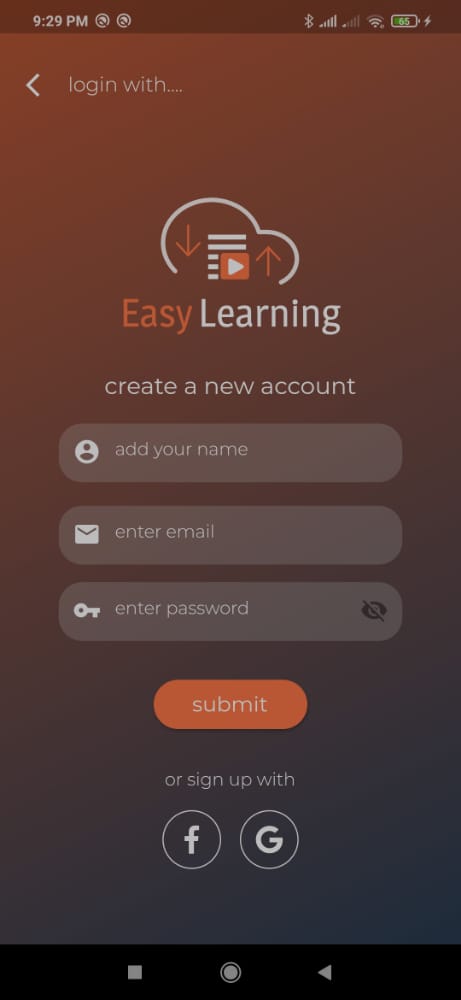 9:29 PM 65
login with....
Easy Learning
create a new account
add your name
enter email
enter password
submit
or sign up with
f G